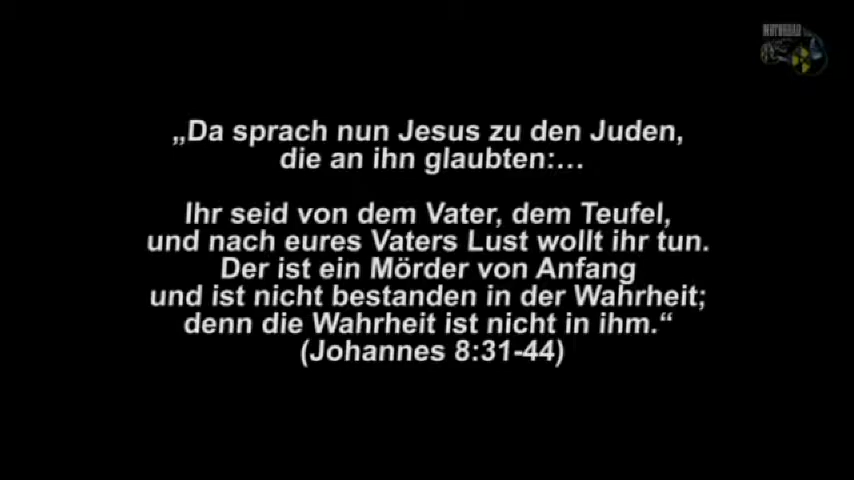 MOTORRAD
„Da sprach nun Jesus zu den Juden,
die an ihn glaubten:…
Ihr seid von dem Vater, dem Teufel,
und nach eures Vaters Lust wollt ihr tun.
Der ist ein Mörder von Anfang
und ist nicht bestanden in der Wahrheit;
denn die Wahrheit ist nicht in ihm.“
(Johannes 8:31-44)